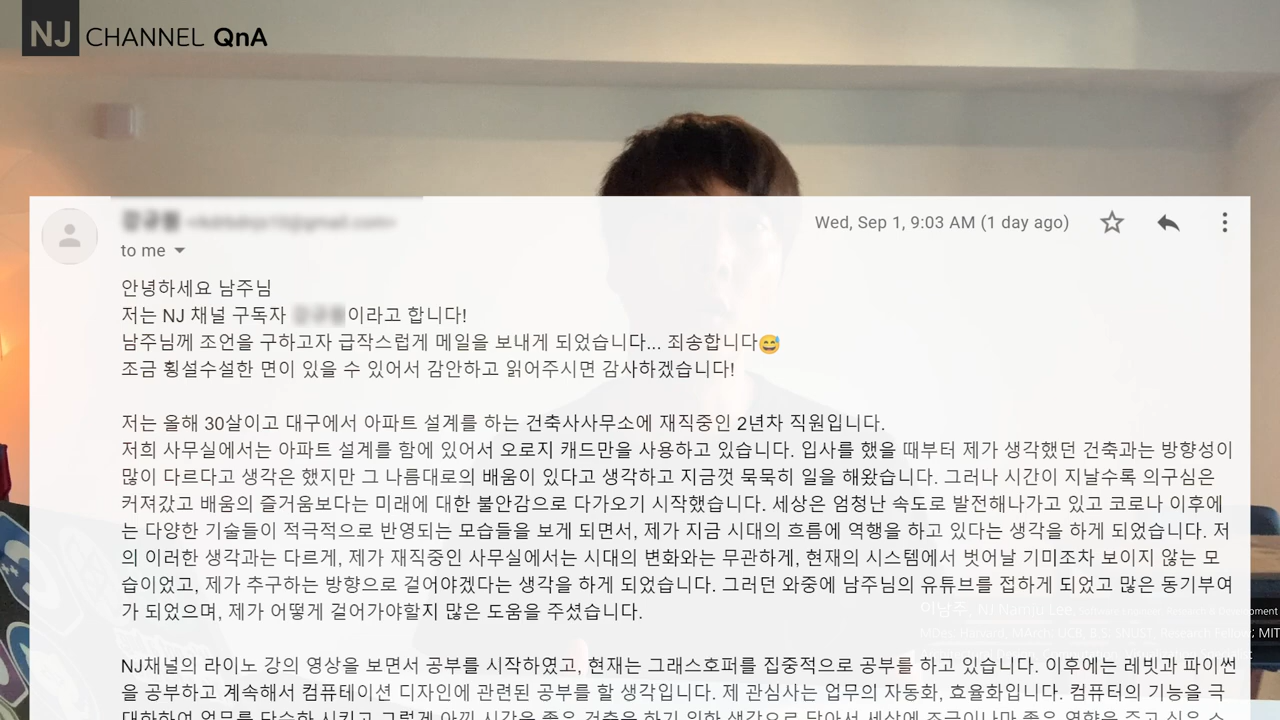 NJ CHANNEL QnA
Wed, Sep 1, 9:03 AM (1 day ago)
to me
안녕하세요 남주님
저는 NJ 채널 구독자 이라고 합니다!
남주님께 조언을 구하고자 급작스럽게 메일을 보내게 되었습니다... 죄송합니다😅
조금 횡설수설한 면이 있을 수 있어서 감안하고 읽어주시면 감사하겠습니다!
저는 올해 30살이고 대구에서 아파트 설계를 하는 건축사사무소에 재직중인 2년차 직원입니다.
저희 사무실에서는 아파트 설계를 함에 있어서 오로지 캐드만을 사용하고 있습니다. 입사를 했을 때부터 제가 생각했던 건축과는 방향성이
많이 다르다고 생각은 했지만 그 나름대로의 배움이 있다고 생각하고 지금껏 묵묵히 일을 해왔습니다. 그러나 시간이 지날수록 의구심은
커져갔고 배움의 즐거움보다는 미래에 대한 불안감으로 다가오기 시작했습니다. 세상은 엄청난 속도로 발전해나가고 있고 코로나 이후에
는 다양한 기술들이 적극적으로 반영되는 모습들을 보게 되면서, 제가 지금 시대의 흐름에 역행을 하고 있다는 생각을 하게 되었습니다. 저
의 이러한 생각과는 다르게, 제가 재직중인 사무실에서는 시대의 변화와는 무관하게, 현재의 시스템에서 벗어날 기미조차 보이지 않는 모
습이었고, 제가 추구하는 방향으로 걸어야겠다는 생각을 하게 되었습니다. 그러던 와중에 남주님의 유튜브를 접하게 되었고 많은 동기부여
가 되었으며, 제가 어떻게 걸어가야할지 많은 도움을 주셨습니다.
이남주, NJ Namju Lee,
MDes. Harvard, MArch. UCB, B.S. SNUST, Research Fellow, MIT
NJ채널의 라이노 강의 영상을 보면서 공부를 시작하였고, 현재는 그래스호퍼를 집중적으로 공부를 하고 있습니다. 이후에는 레빗과 파이썬
을 공부하고 계속해서 컴퓨테이션 디자인에 관련된 공부를 할 생각입니다. 제 관심사는 업무의 자동화, 효율화입니다. 컴퓨터의 기능을 극